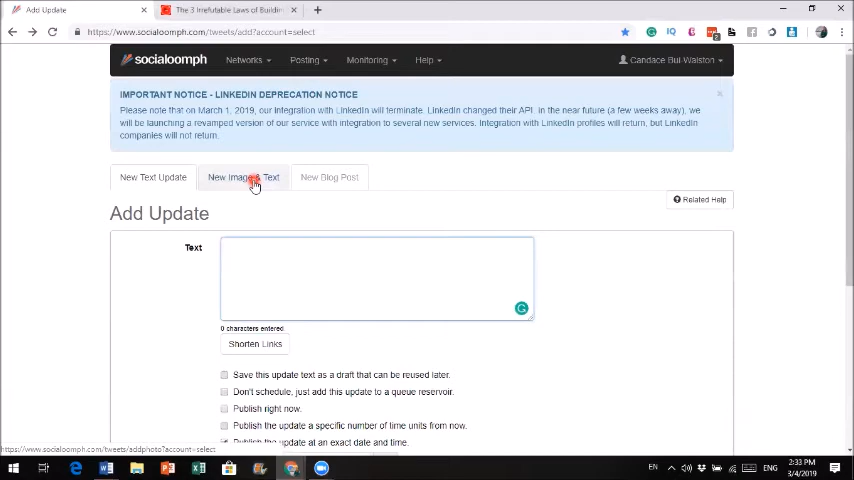 Add Update
The 3 Irrefutable Laws of Buildin
https://www.socialoomph.com/tweets/add?account=select
socialoomph
Networks
Posting
Monitoring
Help
Candace Bui-Walston
IMPORTANT NOTICE - LINKEDIN DEPRECATION NOTICE
Please note that on March 1, 2019, our integration with LinkedIn will terminate. LinkedIn changed their API. In the near future (a few weeks away), we
will be launching a revamped version of our service with integration to several new services. Integration with LinkedIn profiles will return, but LinkedIn
companies will not return.
New Text Update
New Image & Text
New Blog Post
Related Help
Add Update
Text
0 characters entered
Shorten Links
Save this update text as a draft that can be reused later.
Don't schedule, just add this update to a queue reservoir.
Publish right now.
Publish the update a specific number of time units from now.
Publish the update at an exact date and time.
https://www.socialoomph.com/tweets/addphoto?account=select
EN
ENG
2:33 PM
3/4/2019